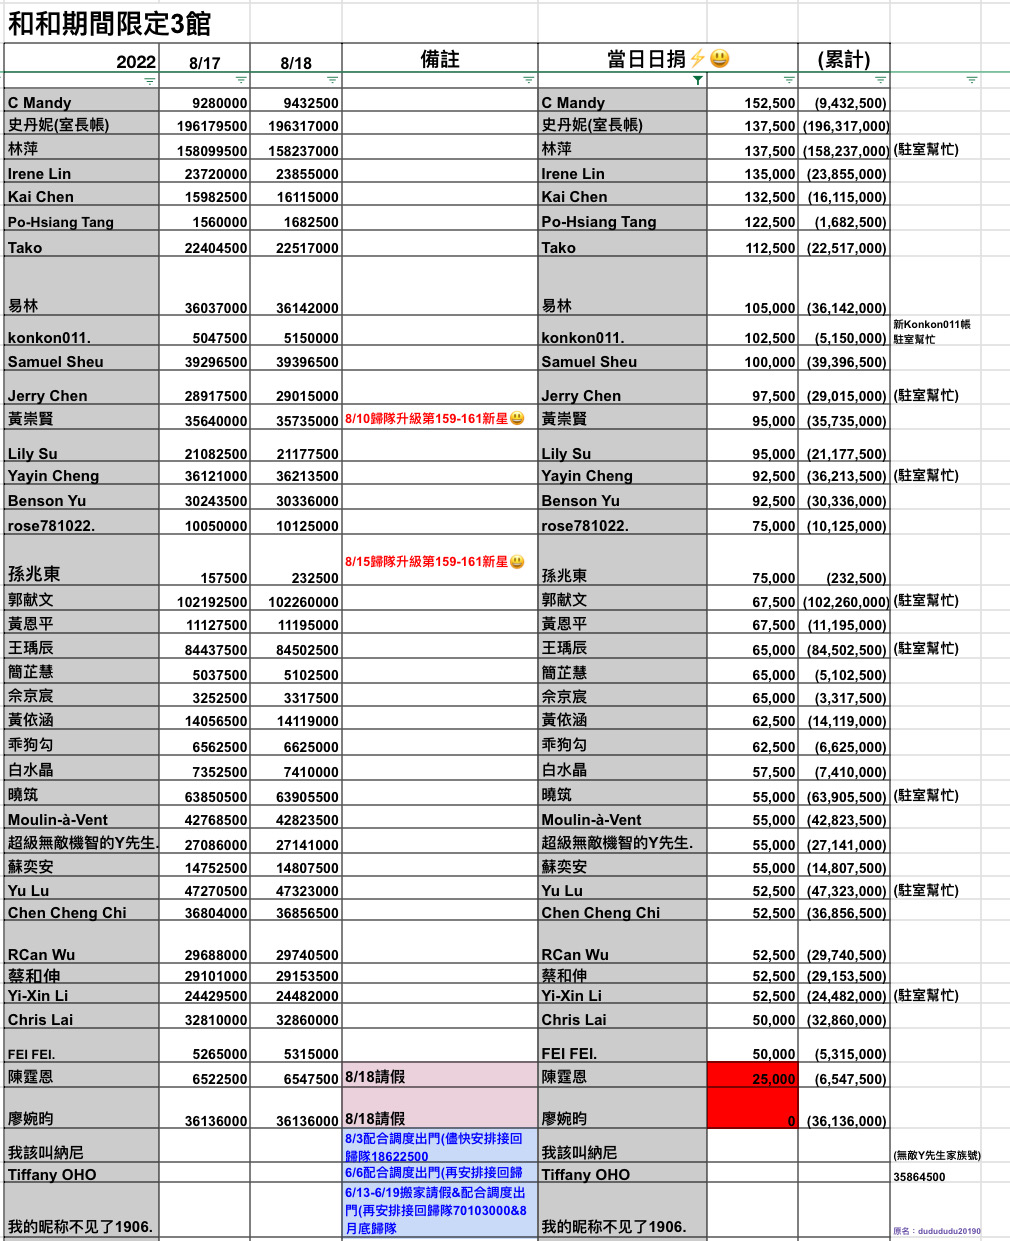 和和期間限定3館
2022 8/17 8/18 備註 當日日捐⚡😃 (累計)
C Mandy 9280000 9432500 C Mandy 152,500 (9,432,500)
史丹妮(室長帳) 196179500 196317000 史丹妮(室長帳) 137,500 (196,317,000)
林萍 158099500 158237000 林萍 137,500 (158,237,000) (駐室幫忙)
Irene Lin 23720000 23855000 Irene Lin 135,000 (23,855,000)
Kai Chen 15982500 16115000 Kai Chen 132,500 (16,115,000)
Po-Hsiang Tang 1560000 1682500 Po-Hsiang Tang 122,500 (1,682,500)
Tako 22404500 22517000 Tako 112,500 (22,517,000)
易林 36037000 36142000 易林 105,000 (36,142,000)
新Konkon011帳
konkon011. 5047500 5150000 konkon011. 102,500 (5,150,000) 駐室幫忙
Samuel Sheu 39296500 39396500 Samuel Sheu 100,000 (39,396,500)
Jerry Chen 28917500 29015000 Jerry Chen 97,500 (29,015,000) (駐室幫忙)
黃崇賢 35640000 35735000 8/10歸隊升級第159-161新星😃 黃崇賢 95,000 (35,735,000)
Lily Su 21082500 21177500 Lily Su 95,000 (21,177,500)
Yayin Cheng 36121000 36213500 Yayin Cheng 92,500 (36,213,500) (駐室幫忙)
Benson Yu 30243500 30336000 Benson Yu 92,500 (30,336,000)
rose781022. 10050000 10125000 rose781022. 75,000 (10,125,000)
8/15歸隊升級第159-161新星😃
孫兆東 157500 232500 孫兆東 75,000 (232,500)
郭献文 102192500 102260000 郭献文 67,500 (102,260,000) (駐室幫忙)
黃恩平 11127500 11195000 黃恩平 67,500 (11,195,000)
王瑀辰 84437500 84502500 王瑀辰 65,000 (84,502,500) (駐室幫忙)
簡芷慧 5037500 5102500 簡芷慧 65,000 (5,102,500)
佘京宸 3252500 3317500 佘京宸 65,000 (3,317,500)
黃依涵 14056500 14119000 黃依涵 62,500 (14,119,000)
乖狗勾 6562500 6625000 乖狗勾 62,500 (6,625,000)
白水晶 7352500 7410000 白水晶 57,500 (7,410,000)
曉筑 63850500 63905500 曉筑 55,000 (63,905,500) (駐室幫忙)
Moulin-à-Vent 42768500 42823500 Moulin-à-Vent 55,000 (42,823,500)
超級無敵機智的Y先生. 27086000 27141000 超級無敵機智的Y先生. 55,000 (27,141,000)
蘇奕安 14752500 14807500 蘇奕安 55,000 (14,807,500)
Yu Lu 47270500 47323000 Yu Lu 52,500 (47,323,000) (駐室幫忙)
Chen Cheng Chi 36804000 36856500 Chen Cheng Chi 52,500 (36,856,500)
RCan Wu 29688000 29740500 RCan Wu 52,500 (29,740,500)
蔡和伸 29101000 29153500 蔡和伸 52,500 (29,153,500)
Yi-Xin Li 24429500 24482000 Yi-Xin Li 52,500 (24,482,000) (駐室幫忙)
Chris Lai 32810000 32860000 Chris Lai 50,000 (32,860,000)
FEI FEI. 5265000 5315000 FEI FEI. 50,000 (5,315,000)
陳霆恩 6522500 6547500 8/18請假 陳霆恩 25,000 (6,547,500)
廖婉昀 36136000 36136000 8/18請假 廖婉昀 0 (36,136,000)
8/3配合調度出門(儘快安排接回
我該叫納尼 歸隊18622500 我該叫納尼 (無敵Y先生家族號)
Tiffany OHO 6/6配合調度出門(再安排接回歸 Tiffany OHO 35864500
6/13-6/19搬家請假&配合調度出
門(再安排接回歸隊70103000&8
我的昵称不见了1906. 月底歸隊 我的昵称不见了1906. 原名：dudududu20190